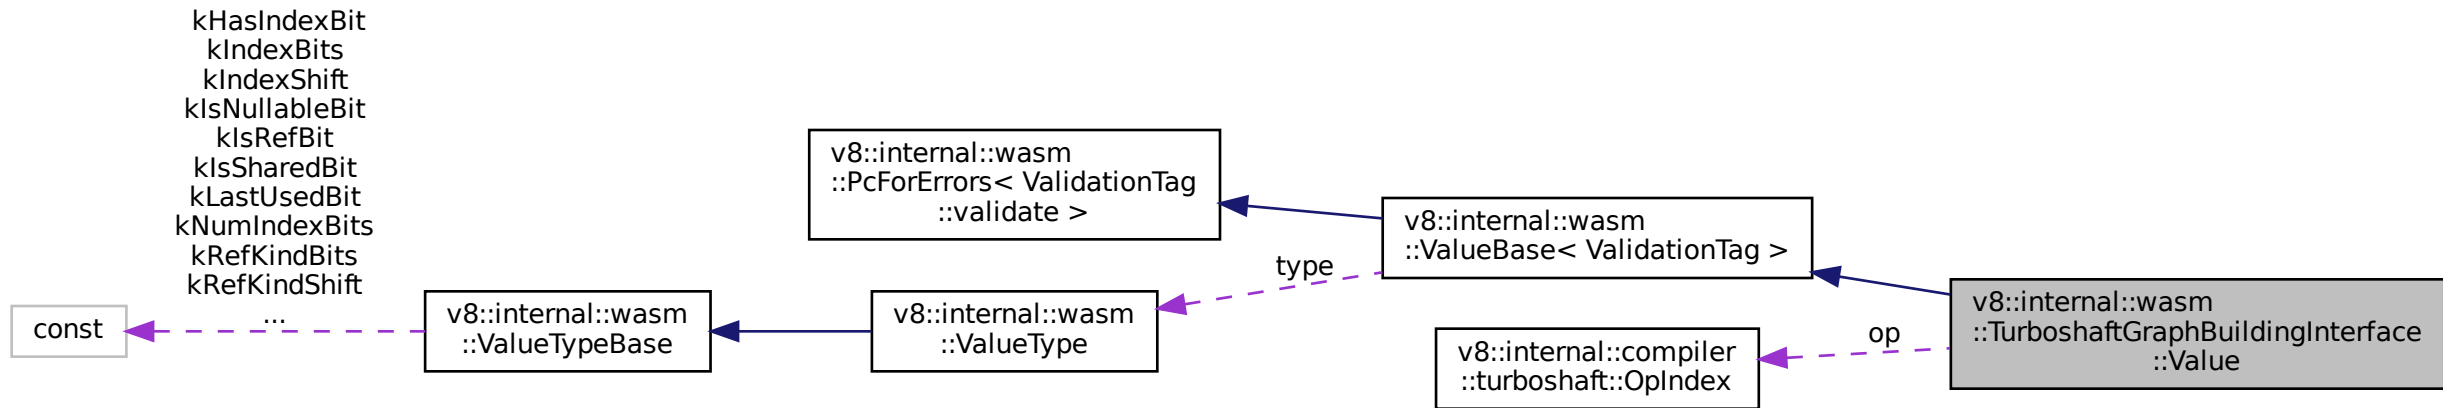 kHasIndexBit
kIndexBits
kIndexShift
kIsNullableBit
kIsRefBit
kIsSharedBit
kLastUsedBit
kNumIndexBits
kRefKindBits
kRefKindShift
...
const
v8::internal::wasm
::ValueTypeBase
v8::internal::wasm
::ValueType
v8::internal::wasm
::PcForErrors< ValidationTag
::validate >
type
v8::internal::wasm
::ValueBase< ValidationTag >
v8::internal::compiler
::turboshaft::OpIndex
op
v8::internal::wasm
::TurboshaftGraphBuildingInterface
::Value